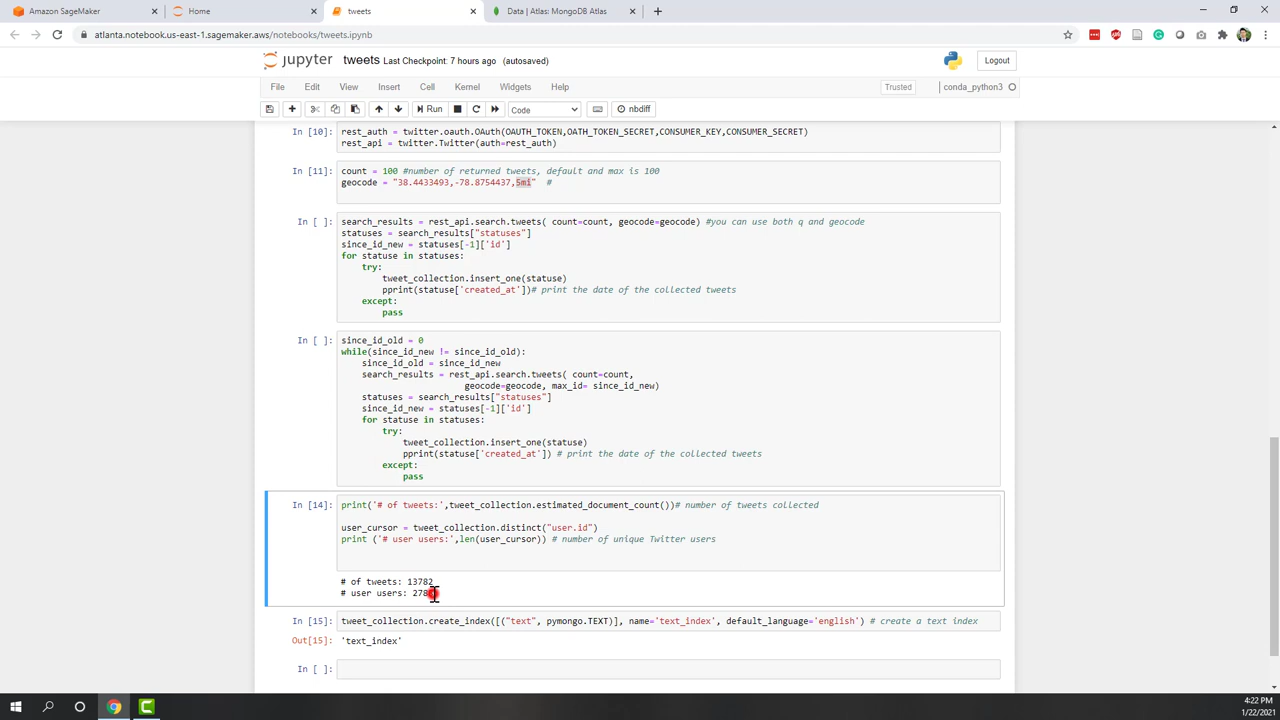 Amazon SageMaker
Home
tweets
Data | Atlas: MongoDB Atlas
atlanta.notebook.us-east-1.sagemaker.aws/notebooks/tweets.ipynb
jupyter tweets Last Checkpoint: 7 hours ago (autosaved)
Logout
File Edit View Insert Cell Kernel Widgets Help
Trusted
conda_python3
Run
Code
nbdiff
In [10]: rest_auth = twitter.oauth.OAuth(OAUTH_TOKEN,OATH_TOKEN_SECRET,CONSUMER_KEY,CONSUMER_SECRET)
rest_api = twitter.Twitter(auth=rest_auth)
In [11]: count = 100 #number of returned tweets, default and max is 100
geocode = "38.4433493,-78.8754437,5mi" #
In [ ]: search_results = rest_api.search.tweets( count=count, geocode=geocode) #you can use both q and geocode
statuses = search_results["statuses"]
since_id_new = statuses[-1]['id']
for statuse in statuses:
try:
tweet_collection.insert_one(statuse)
pprint(statuse['created_at'])# print the date of the collected tweets
except:
pass
In [ ]: since_id_old = 0
while(since_id_new != since_id_old):
since_id_old = since_id_new
search_results = rest_api.search.tweets( count=count,
geocode=geocode, max_id= since_id_new)
statuses = search_results["statuses"]
since_id_new = statuses[-1]['id']
for statuse in statuses:
try:
tweet_collection.insert_one(statuse)
pprint(statuse['created_at']) # print the date of the collected tweets
except:
pass
In [14]: print('# of tweets:',tweet_collection.estimated_document_count())# number of tweets collected
user_cursor = tweet_collection.distinct("user.id")
print ('# user users:',len(user_cursor)) # number of unique Twitter users
# of tweets: 13782
# user users:
In [15]: tweet_collection.create_index([("text", pymongo.TEXT)], name='text_index', default_language='english') # create a text index
Out[15]: 'text_index'
In [ ]:
4:22 PM
1/22/2021